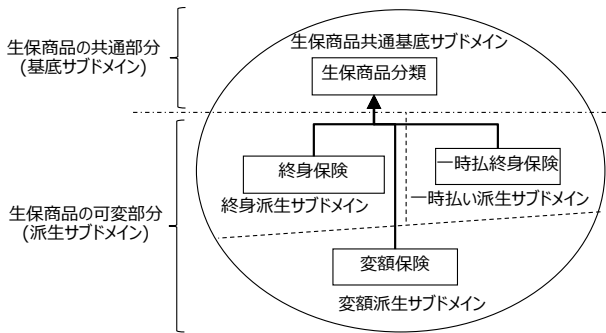 生保商品の共通部分
(基底サブドメイン)
生保商品共通基底サブドメイン
生保商品分類
終身保険
一時払終身保険
終身派生サブドメイン
一時払い派生サブドメイン
生保商品の可変部分
(派生サブドメイン)
変額保険
変額派生サブドメイン